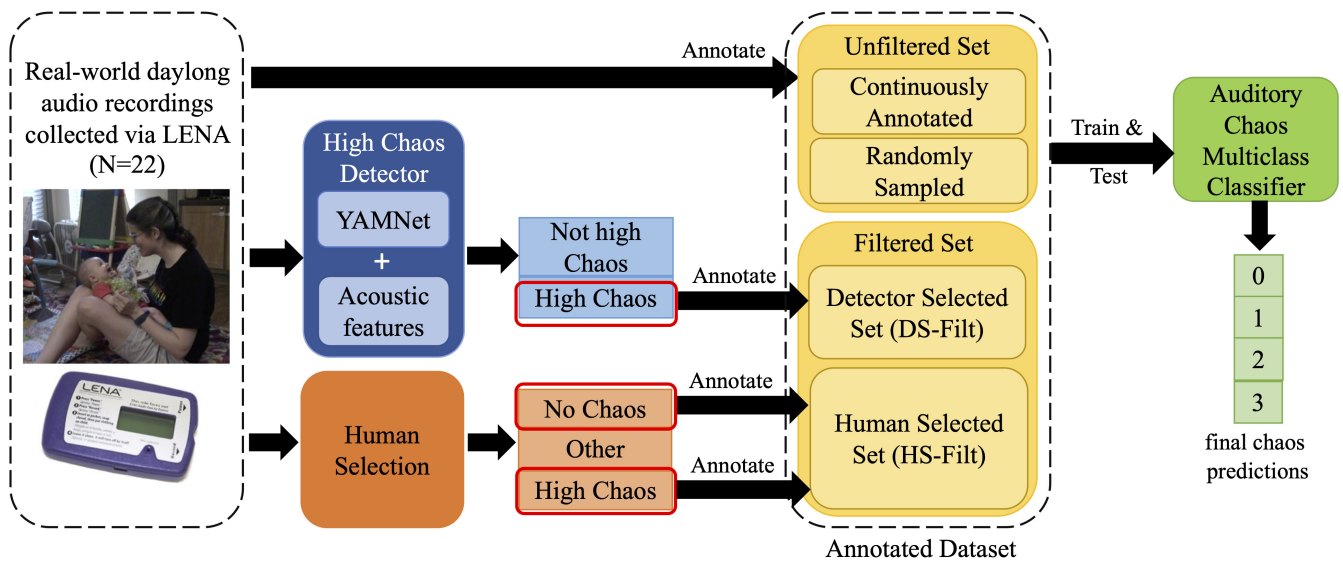 Real-world daylong
audio recordings
collected via LENA
(N=22)
LENA
Annotate
High Chaos
Detector
YAMNet
+
Acoustic
features
Not high
Chaos
High Chaos
Annotate
Human
Selection
No Chaos
Other
High Chaos
Annotate
Annotate
Unfiltered Set
Continuously
Annotated
Randomly
Sampled
Filtered Set
Detector Selected
Set (DS-Filt)
Human Selected
Set (HS-Filt)
Annotated Dataset
Train &
Test
Auditory
Chaos
Multiclass
Classifier
0
1
2
3
final chaos
predictions